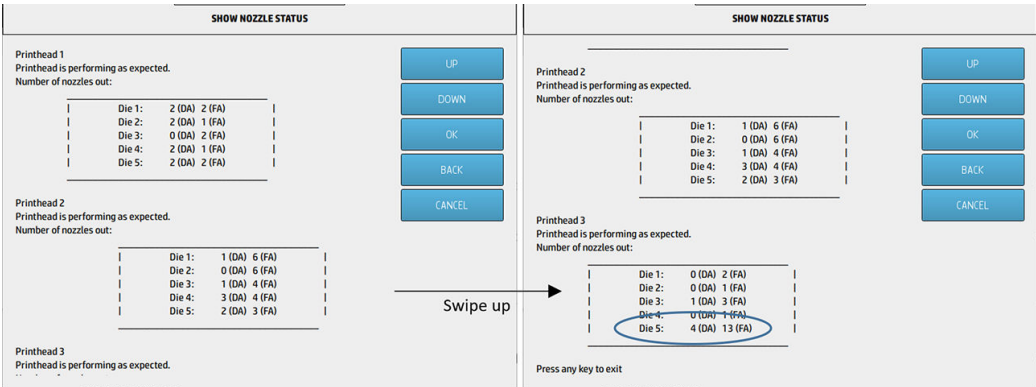 SHOW NOZZLE STATUS
Printhead 1
Printhead is performing as expected.
Number of nozzles out:
Die 1: 2 (DA) 2 (FA)
Die 2: 2 (DA) 1 (FA)
Die 3: 0 (DA) 2 (FA)
Die 4: 2 (DA) 1 (FA)
Die 5: 2 (DA) 2 (FA)
Printhead 2
Printhead is performing as expected.
Number of nozzles out:
Die 1: 1 (DA) 6 (FA)
Die 2: 0 (DA) 6 (FA)
Die 3: 1 (DA) 4 (FA)
Die 4: 3 (DA) 4 (FA)
Die 5: 2 (DA) 3 (FA)
Printhead 3
Printhead is performing as expected.
UP
DOWN
OK
BACK
CANCEL
Swipe up
SHOW NOZZLE STATUS
Printhead 2
Printhead is performing as expected.
Number of nozzles out:
Die 1: 1 (DA) 6 (FA)
Die 2: 0 (DA) 6 (FA)
Die 3: 1 (DA) 4 (FA)
Die 4: 3 (DA) 4 (FA)
Die 5: 2 (DA) 3 (FA)
Printhead 3
Printhead is performing as expected.
Number of nozzles out:
Die 1: 0 (DA) 2 (FA)
Die 2: 0 (DA) 1 (FA)
Die 3: 1 (DA) 3 (FA)
Die 4: 0 (DA) 1 (FA)
Die 5: 4 (DA) 13 (FA)
Press any key to exit
UP
DOWN
OK
BACK
CANCEL